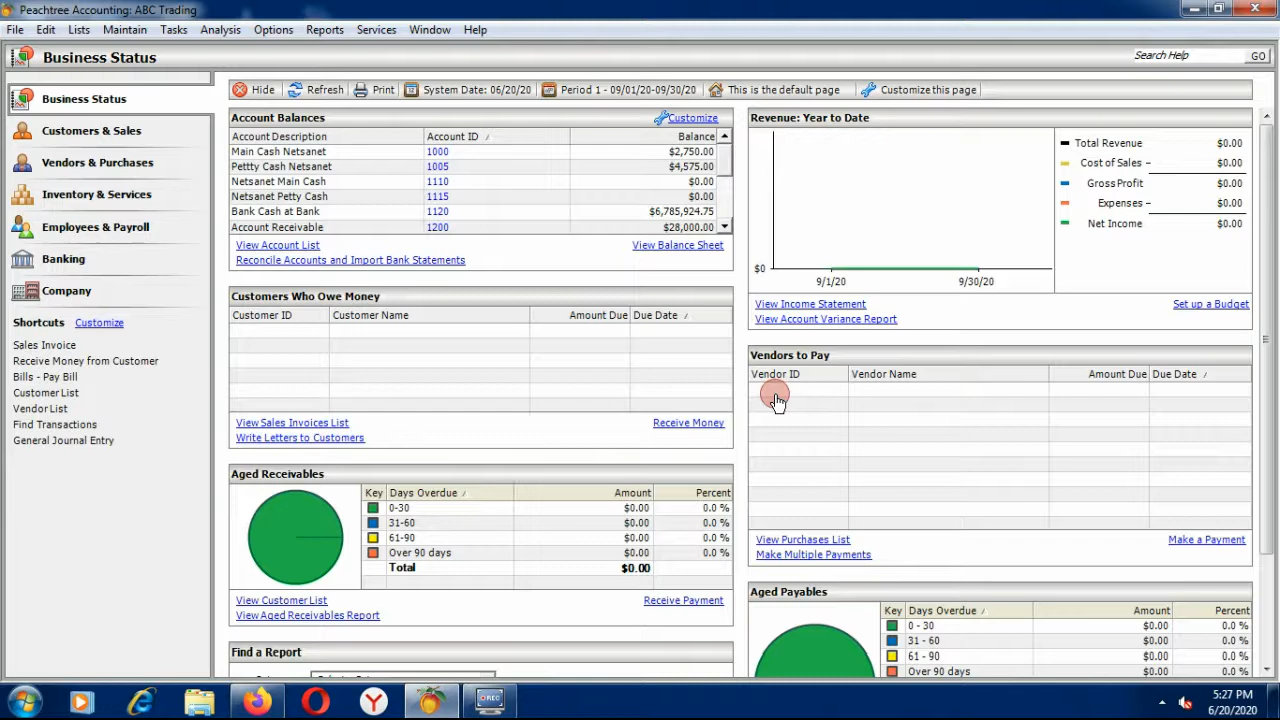 Peachtree Accounting: ABC Trading
File Edit Lists Maintain Tasks Analysis Options Reports Services Window Help
Business Status
Search Help GO
Business Status
Customers & Sales
Vendors & Purchases
Inventory & Services
Employees & Payroll
Banking
Company
Shortcuts Customize
Sales Invoice
Receive Money from Customer
Bills - Pay Bill
Customer List
Vendor List
Find Transactions
General Journal Entry
Hide Refresh Print System Date: 06/20/20 Period 1 - 09/01/20-09/30/20 This is the default page Customize this page
Account Balances Customize
Account Description Account ID / Balance
Main Cash Netsanet 1000 $2,750.00
Pettty Cash Netsanet 1005 $4,575.00
Netsanet Main Cash 1110 $0.00
Netsanet Petty Cash 1115 $0.00
Bank Cash at Bank 1120 $6,785,924.75
Account Receivable 1200 $28,000.00
View Account List View Balance Sheet
Reconcile Accounts and Import Bank Statements
Customers Who Owe Money
Customer ID Customer Name Amount Due Due Date /
View Sales Invoices List Receive Money
Write Letters to Customers
Aged Receivables
Key Days Overdue / Amount Percent
0-30 $0.00 0.0 %
31-60 $0.00 0.0 %
61-90 $0.00 0.0 %
Over 90 days $0.00 0.0 %
Total $0.00
View Customer List Receive Payment
View Aged Receivables Report
Find a Report
Revenue: Year to Date
Total Revenue $0.00
Cost of Sales - $0.00
Gross Profit $0.00
Expenses - $0.00
Net Income $0.00
$0
9/1/20 9/30/20
View Income Statement Set up a Budget
View Account Variance Report
Vendors to Pay
Vendor ID Vendor Name Amount Due Due Date /
View Purchases List Make a Payment
Make Multiple Payments
Aged Payables
Key Days Overdue / Amount Percent
0 - 30 $0.00 0.0 %
31 - 60 $0.00 0.0 %
61 - 90 $0.00 0.0 %
Over 90 days $0.00 0.0 %
REC
5:27 PM
6/20/2020